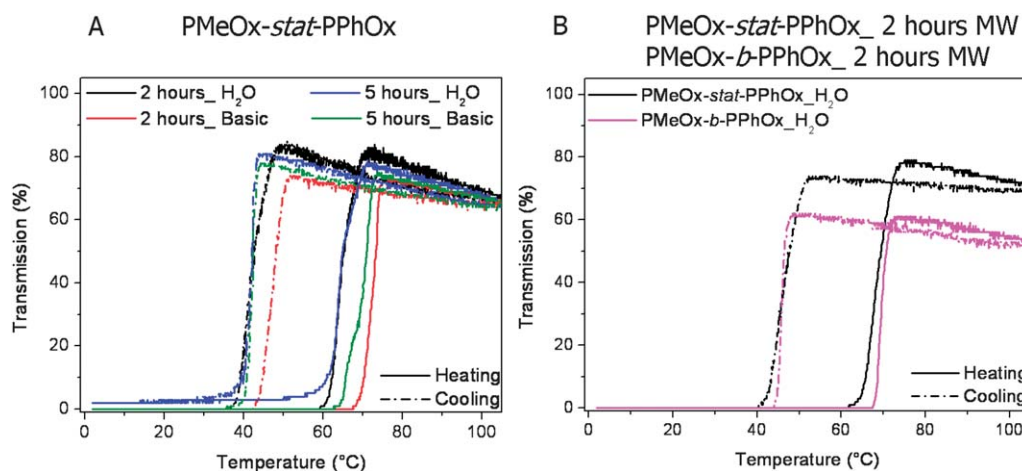 A PMeOx-stat-PPhOx
2 hours_ H₂O 5 hours_ H₂O
2 hours_ Basic 5 hours_ Basic
100
80
60
40
20
0
Transmission (%)
Heating
Cooling
0 20 40 60 80 100
Temperature (°C)
B PMeOx-stat-PPhOx_ 2 hours MW
PMeOx-b-PPhOx_ 2 hours MW
PMeOx-stat-PPhOx_H₂O
PMeOx-b-PPhOx_H₂O
100
80
60
40
20
0
Transmission (%)
Heating
Cooling
0 20 40 60 80 100
Temperature (°C)